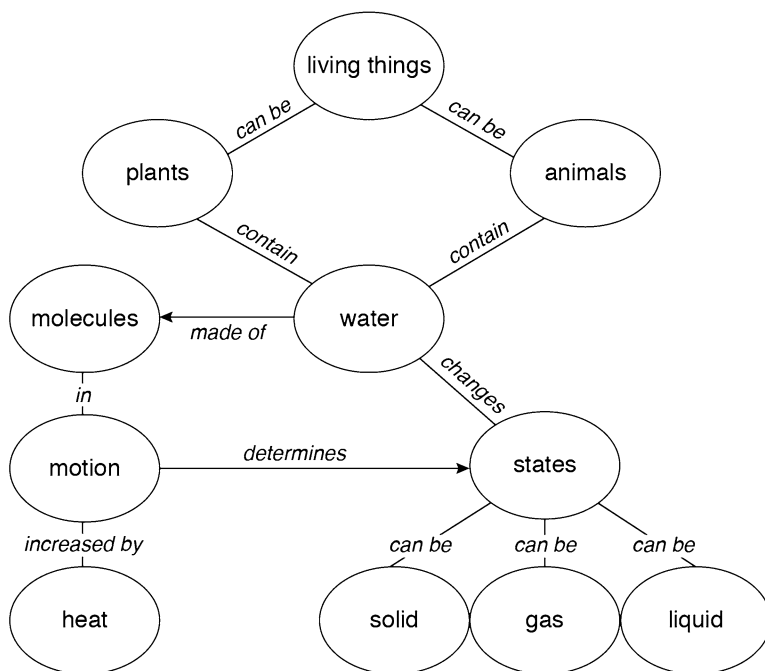 living things
can be
can be
plants
animals
contain
contain
molecules
made of
water
in
changes
motion
determines
states
increased by
can be
can be
can be
heat
solid
gas
liquid